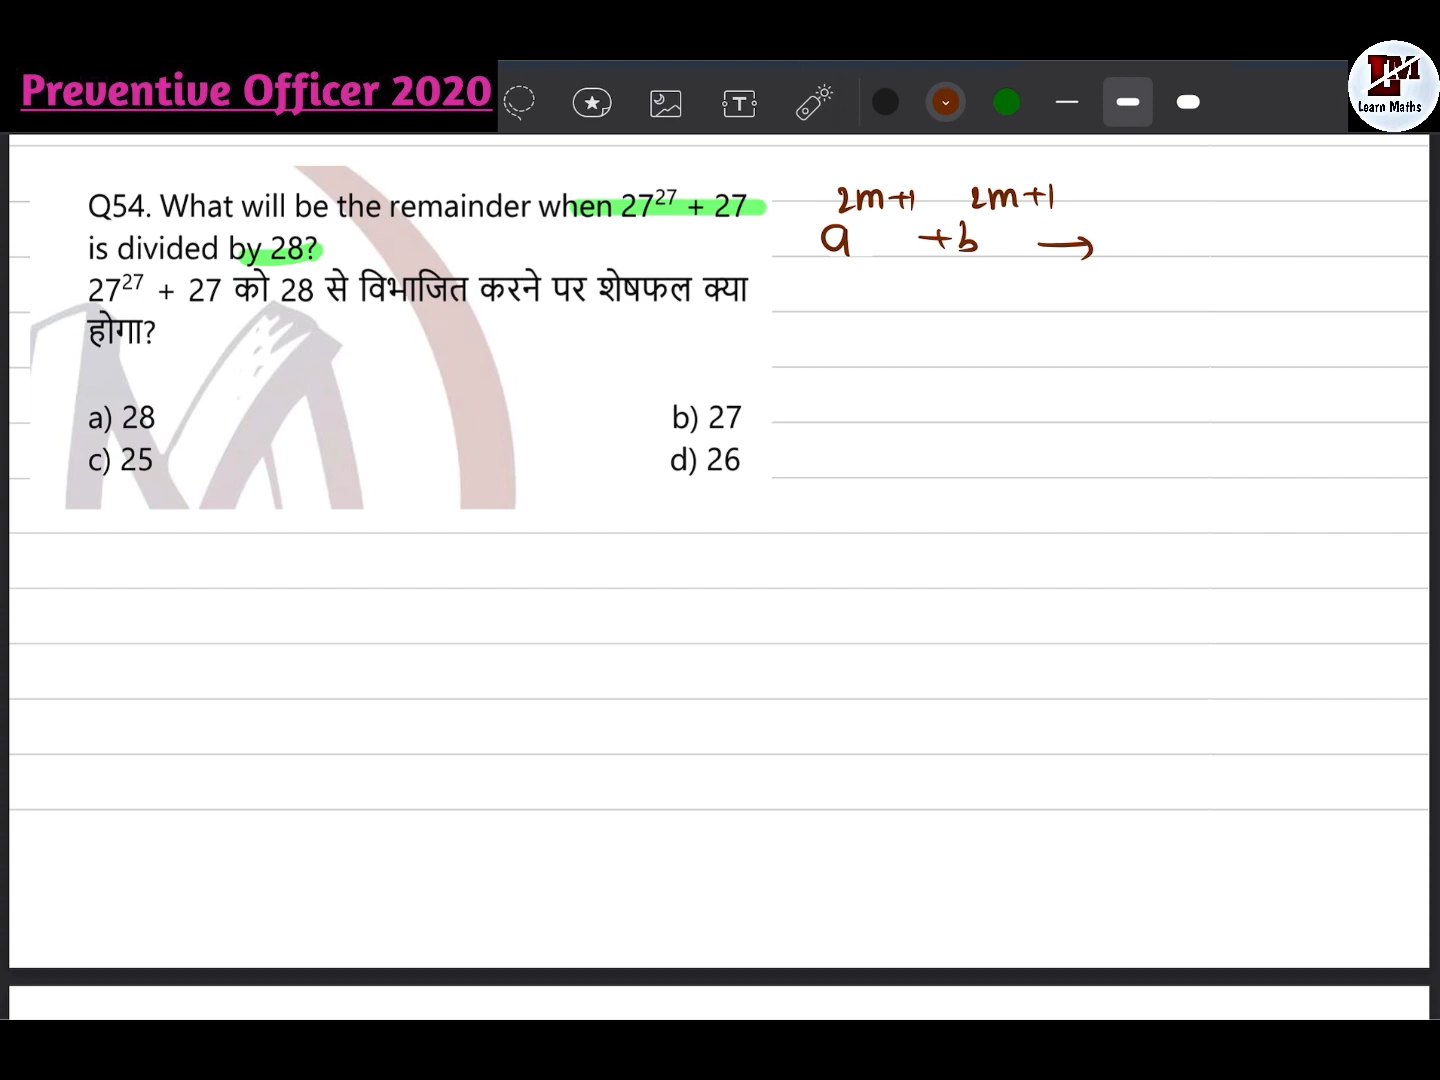 Preventive Officer 2020
T
LM
Learn Maths
Q54. What will be the remainder when 27²⁷ + 27
is divided by 28?
27²⁷ + 27 को 28 से विभाजित करने पर शेषफल क्या
होगा?
a) 28 b) 27
c) 25 d) 26
2m+1 2m+1
a + b →